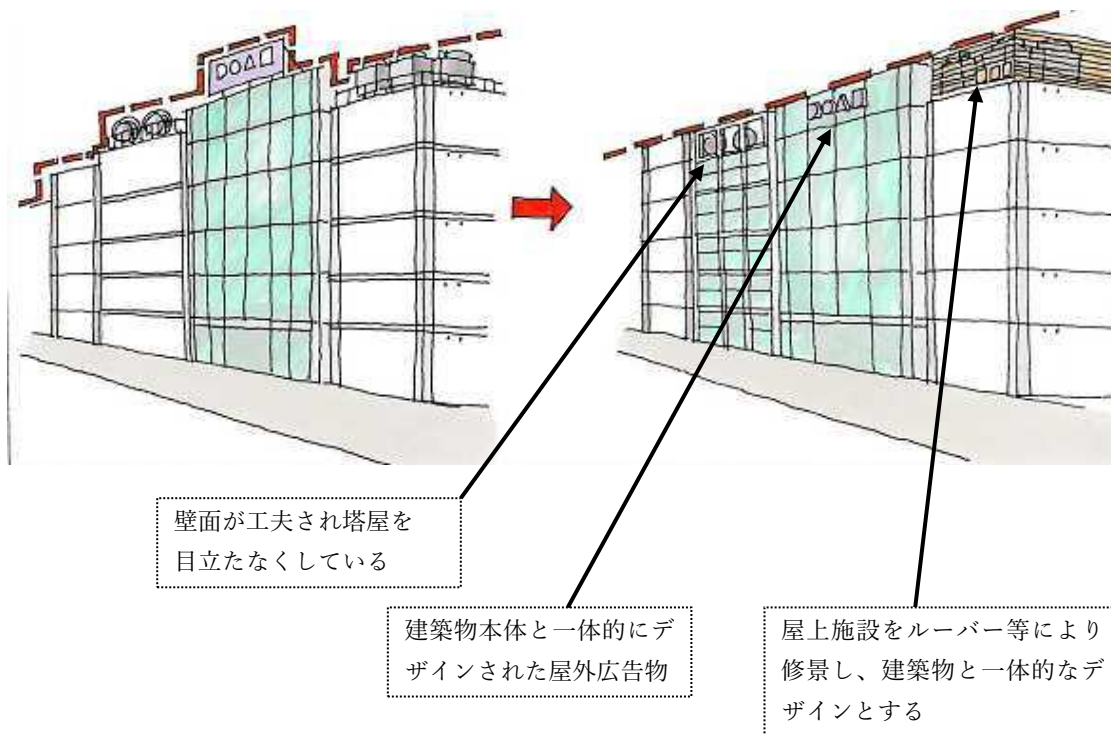 壁面が工夫され塔屋を
目立たなくしている
建築物本体と一体的にデ
ザインされた屋外広告物
屋上施設をルーバー等により
修景し、建築物と一体的なデ
ザインとする